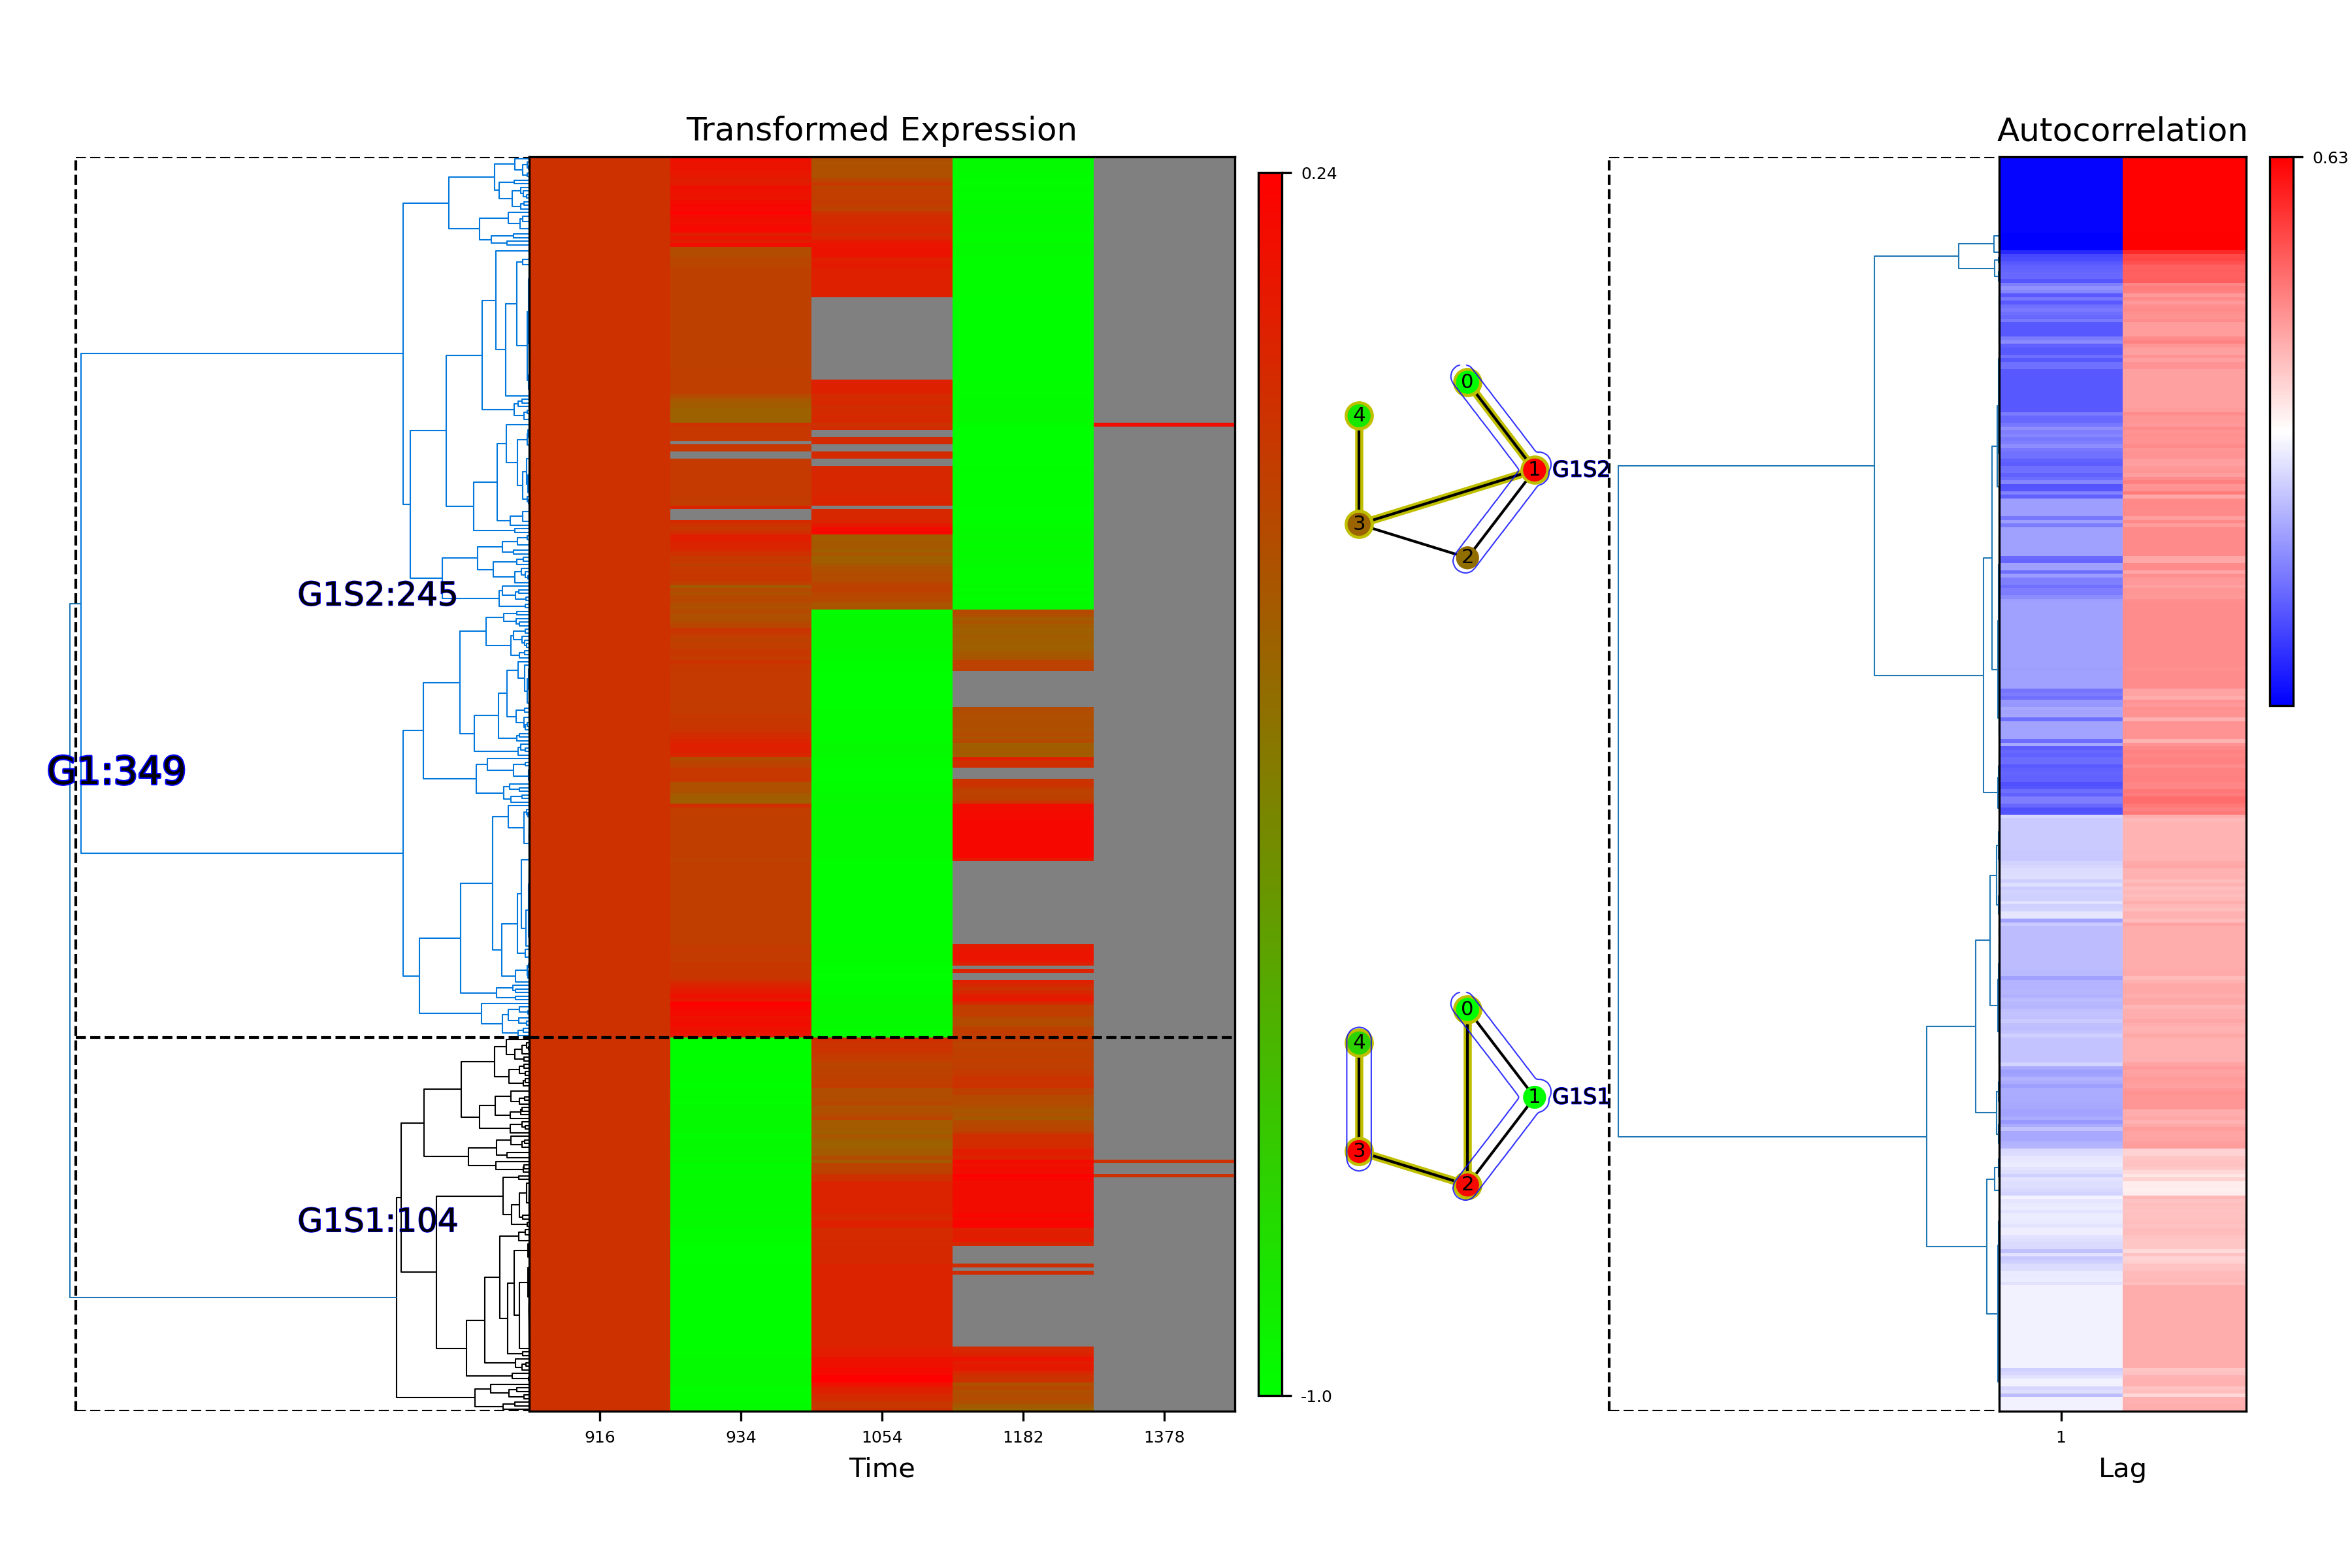 Transformed Expression
Autocorrelation
0.24
0.63
0
4
1
G1S2
3
2
G1S2:245
G1:349
0
4
1
G1S1
3
2
G1S1:104
-1.0
916
934
1054
1182
1378
1
Time
Lag